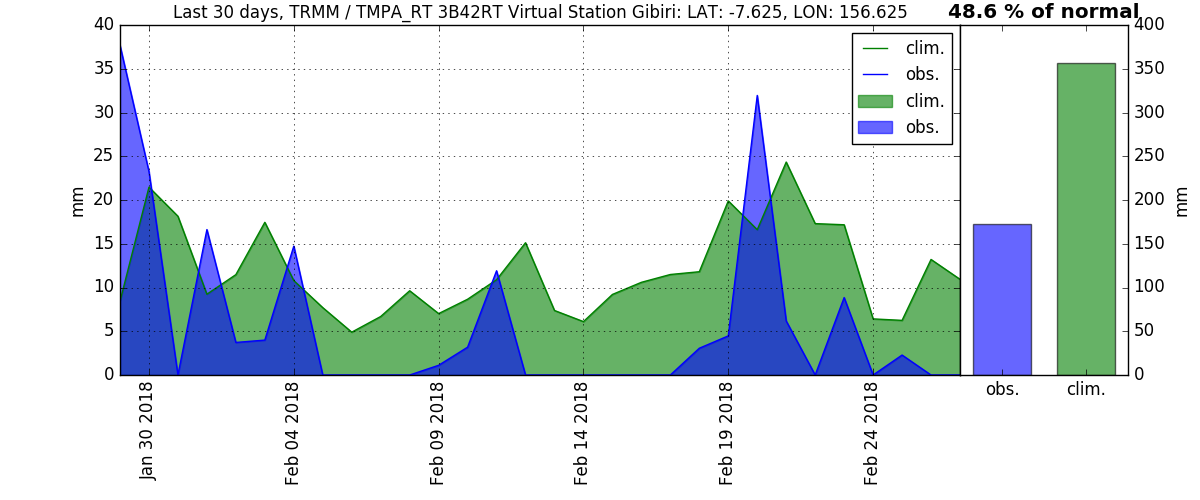 Last 30 days, TRMM / TMPA_RT 3B42RT Virtual Station Gibiri: LAT: -7.625, LON: 156.625
48.6 % of normal
40
35
30
25
20
15
10
5
0
mm
clim.
obs.
clim.
obs.
400
350
300
250
200
150
100
50
0
mm
obs.
clim.
Jan 30 2018
Feb 04 2018
Feb 09 2018
Feb 14 2018
Feb 19 2018
Feb 24 2018